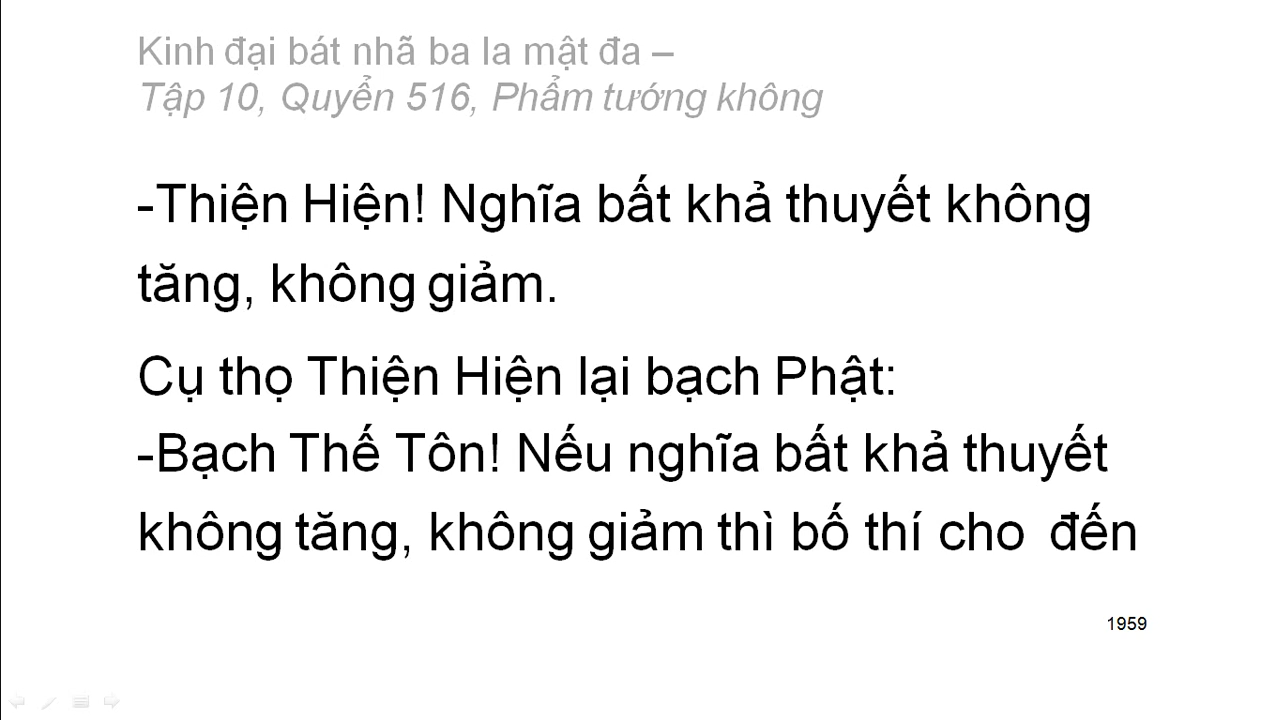 Kinh đại bát nhã ba la mật đa –
Tập 10, Quyển 516, Phẩm tướng không
-Thiện Hiện! Nghĩa bất khả thuyết không
tăng, không giảm.
Cụ thọ Thiện Hiện lại bạch Phật:
-Bạch Thế Tôn! Nếu nghĩa bất khả thuyết
không tăng, không giảm thì bố thí cho đến
1959